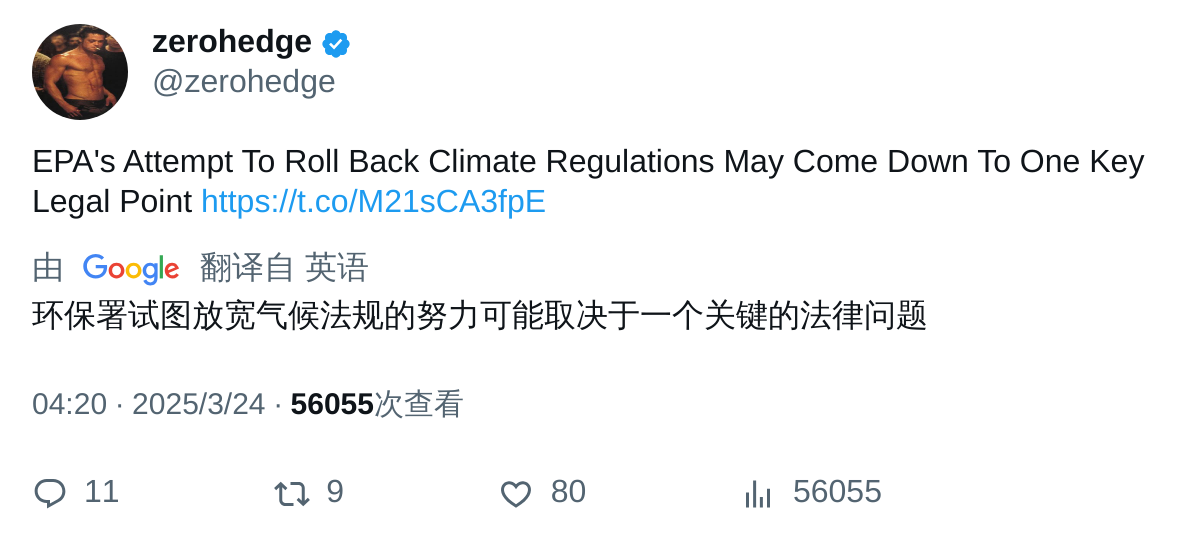 zerohedge
@zerohedge
EPA's Attempt To Roll Back Climate Regulations May Come Down To One Key
Legal Point https://t.co/M21sCA3fpE
由 Google 翻译自 英语
环保署试图放宽气候法规的努力可能取决于一个关键的法律问题
04:20 · 2025/3/24 · 56055次查看
11 9 80 56055